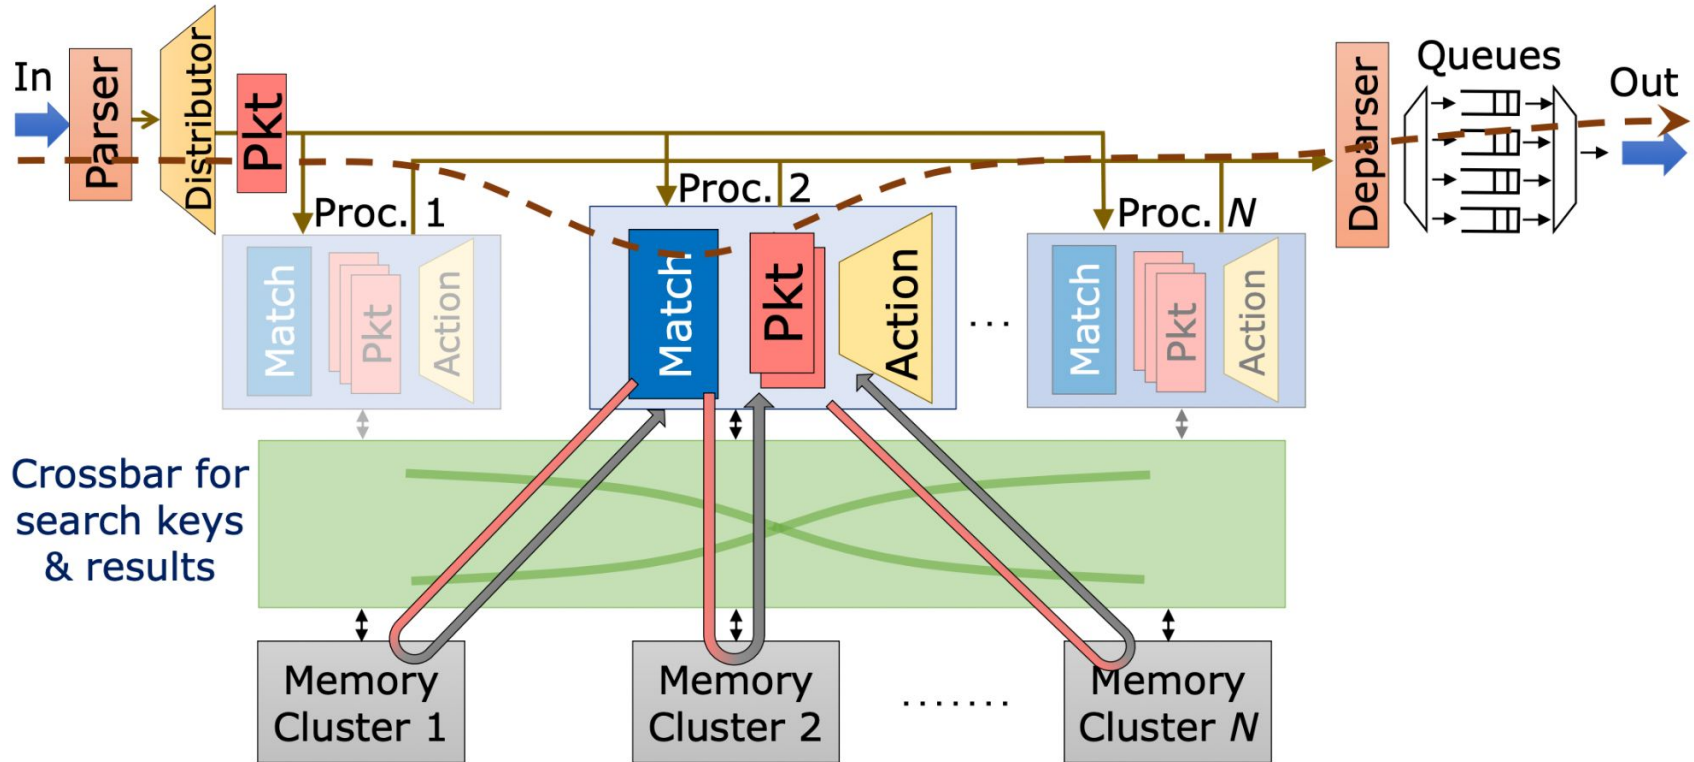 In
Parser
Distributor
Pkt
Deparser
Queues
Out
Proc. 1
Match
Pkt
Action
Proc. 2
Match
Pkt
Action
...
Proc. N
Match
Pkt
Action
Crossbar for
search keys
& results
Memory
Cluster 1
Memory
Cluster 2
.......
Memory
Cluster N